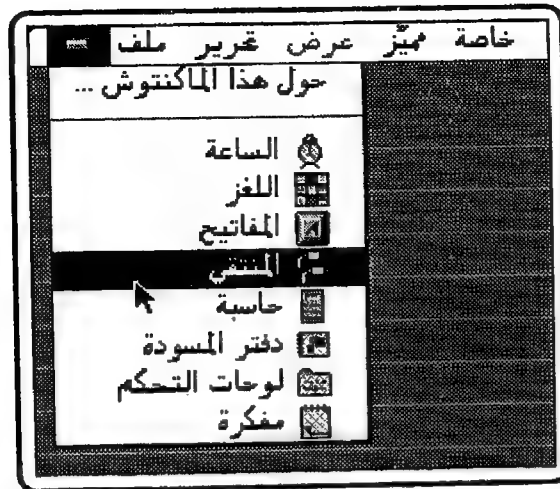 خاصة مميّز عرض تحرير ملف
حول هذا الماكنتوش ...
الساعة
اللغز
المفاتيح
المنتقي
حاسبة
دفتر المسودة
لوحات التحكم
مفكرة